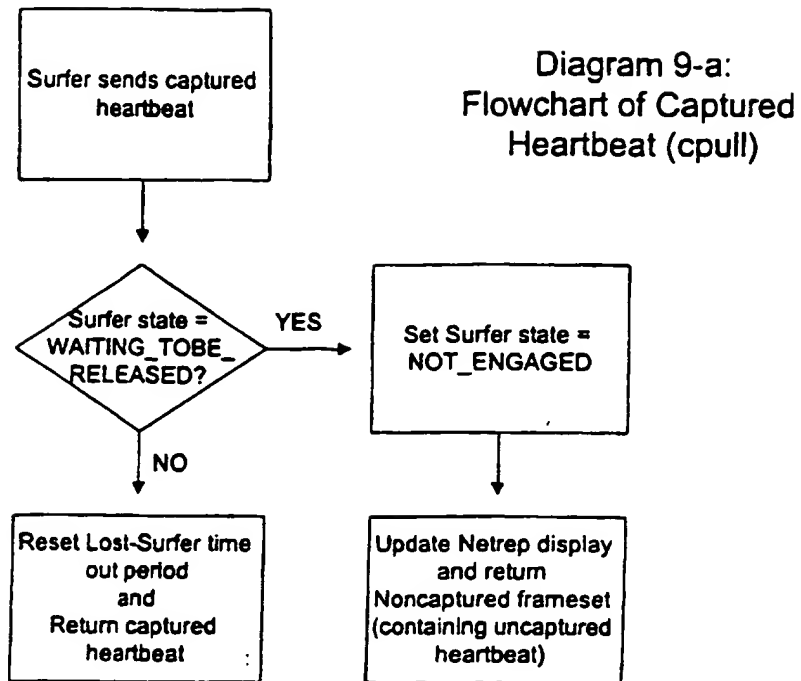 Diagram 9-a:
Flowchart of Captured
Heartbeat (cpull)
Surfer sends captured
heartbeat
Surfer state =
WAITING_TOBE_
RELEASED?
YES
NO
Set Surfer state =
NOT_ENGAGED
Reset Lost-Surfer time
out period
and
Return captured
heartbeat
Update Netrep display
and return
Noncaptured frameset
(containing uncaptured
heartbeat)